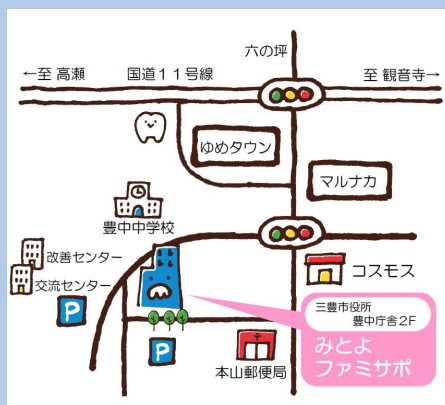 六の坪
←至 高瀬
国道11号線
至 観音寺→
ゆめタウン
マルナカ
豊中中学校
改善センター
交流センター
コスモス
三豊市役所
豊中庁舎2F
みとよ
ファミサポ
P
P
〒
本山郵便局